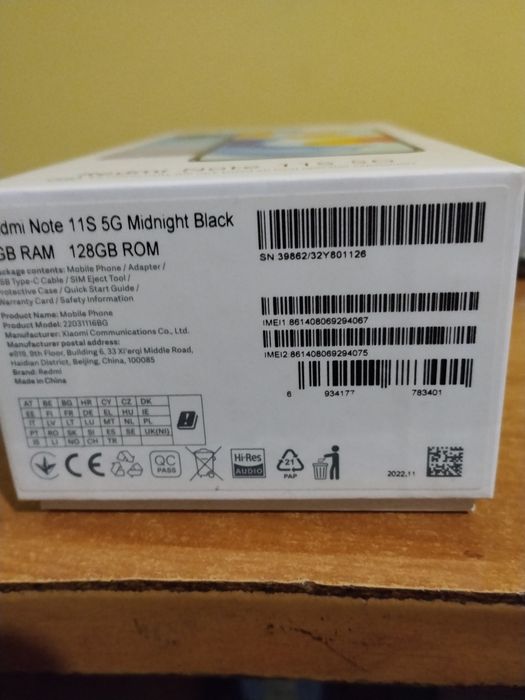 Redmi Note 11S 5G
dmi Note 11S 5G Midnight Black
GB RAM 128GB ROM
ackage contents: Mobile Phone / Adapter /
SB Type-C Cable / SIM Eject Tool /
rotective Case / Quick Start Guide /
Warranty Card / Safety Information
Product Name: Mobile Phone
Product Model: 22031116BG
Manufacturer: Xiaomi Communications Co., Ltd.
Manufacturer postal address:
#019, 9th Floor, Building 6, 33 Xi'erqi Middle Road,
Haidian District, Beijing, China, 100085
Brand: Redmi
Made in China
SN 39862/32Y801126
IMEI1 861408069294067
IMEI2 861408069294075
6 934177 783401
AT BE BG HR CY CZ DK
EE FI FR DE EL HU IE
IT LV LT LU MT NL PL
PT RO SK SI ES SE UK(NI)
IS LI NO CH TR
CE
QC
PASS
Hi-Res
AUDIO
21
PAP
2022.11